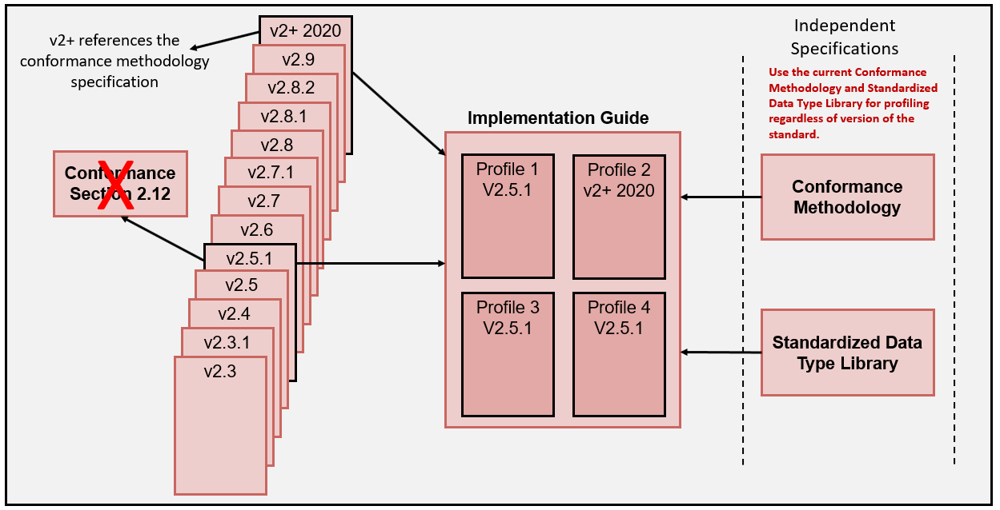 v2+ references the
conformance methodology
specification
v2+ 2020
v2.9
v2.8.2
v2.8.1
v2.8
v2.7.1
v2.7
v2.6
v2.5.1
v2.5
v2.4
v2.3.1
v2.3
Conformance
Section 2.12
X
Implementation Guide
Profile 1
V2.5.1
Profile 2
v2+ 2020
Profile 3
V2.5.1
Profile 4
V2.5.1
Independent
Specifications
Use the current Conformance
Methodology and Standardized
Data Type Library for profiling
regardless of version of the
standard.
Conformance
Methodology
Standardized Data
Type Library